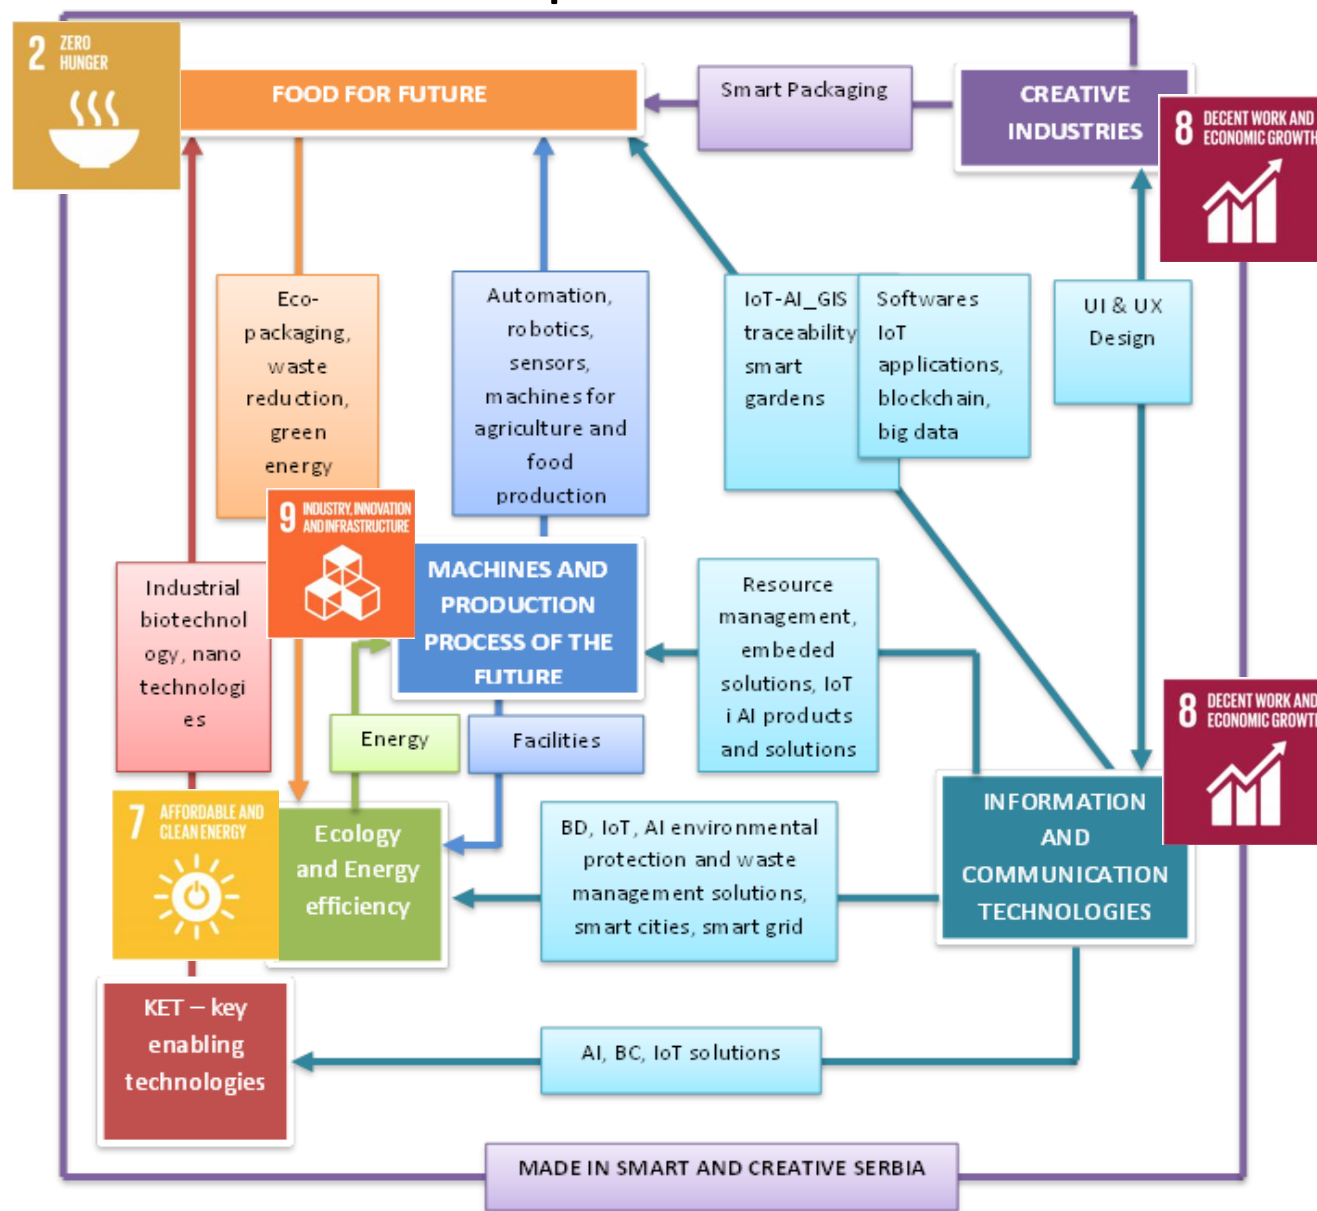 2 ZERO
HUNGER
FOOD FOR FUTURE
Smart Packaging
CREATIVE
INDUSTRIES
8 DECENT WORK AND
ECONOMIC GROWTH
Eco-
packaging,
waste
reduction,
green
energy
Automation,
robotics,
sensors,
machines for
agriculture and
food
production
IoT-AI_GIS
traceability
smart
gardens
Softwares
IoT
applications,
blockchain,
big data
UI & UX
Design
9 INDUSTRY, INNOVATION
AND INFRASTRUCTURE
MACHINES AND
PRODUCTION
PROCESS OF THE
FUTURE
Industrial
biotechnol
ogy, nano
technologi
es
Resource
management,
embeded
solutions, IoT
i AI products
and solutions
Energy
Facilities
8 DECENT WORK AND
ECONOMIC GROWTH
7 AFFORDABLE AND
CLEAN ENERGY
Ecology
and Energy
efficiency
BD, IoT, AI environmental
protection and waste
management solutions,
smart cities, smart grid
INFORMATION
AND
COMMUNICATION
TECHNOLOGIES
KET – key
enabling
technologies
AI, BC, IoT solutions
MADE IN SMART AND CREATIVE SERBIA